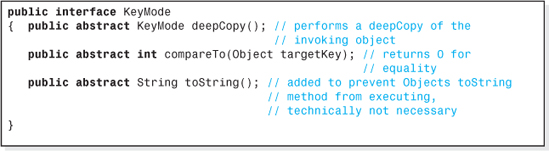 public interface KeyMode
{ public abstract KeyMode deepCopy(); // performs a deepCopy of the
// invoking object
public abstract int compareTo(Object targetKey); // returns 0 for
// equality
public abstract String toString(); // added to prevent Objects toString
// method from executing,
// technically not necessary
}